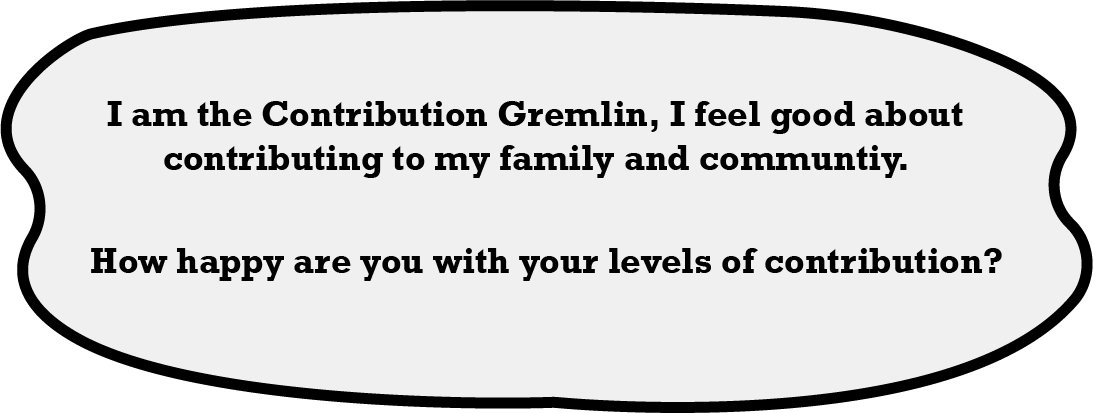 I am the Contribution Gremlin, I feel good about
contributing to my family and communtiy.
How happy are you with your levels of contribution?